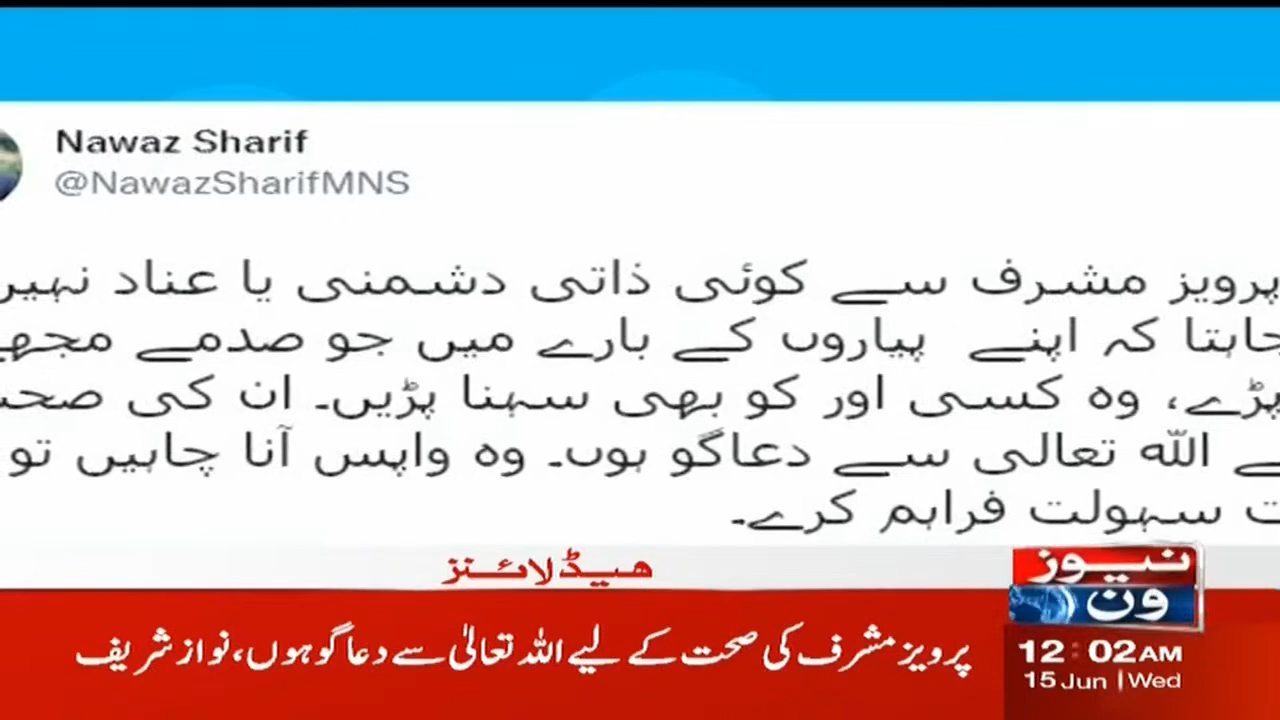 Nawaz Sharif
@NawazSharifMNS
پرویز مشرف سے کوئی ذاتی دشمنی یا عناد نہیں
چاہتا کہ اپنے پیاروں کے بارے میں جو صدمے مجھے
پڑے، وہ کسی اور کو بھی سہنا پڑیں۔ ان کی
اللہ تعالی سے دعاگو ہوں۔ وہ واپس آنا چاہیں تو
سہولت فراہم کرے۔
ہیڈلائنز
پرویز مشرف کی صحت کے لیے اللہ تعالیٰ سے دعا گو ہوں، نواز شریف
نیوز
ون
12:02AM
15 Jun | Wed